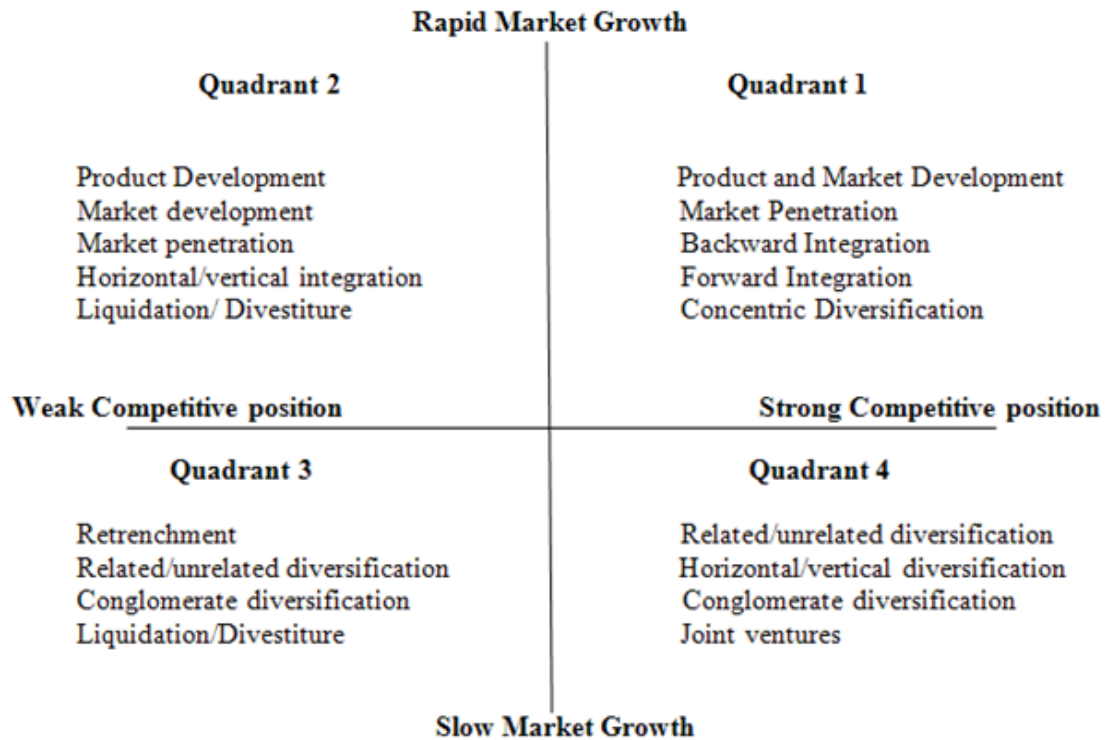 Rapid Market Growth
Quadrant 2
Product Development
Market development
Market penetration
Horizontal/vertical integration
Liquidation/ Divestiture
Quadrant 1
Product and Market Development
Market Penetration
Backward Integration
Forward Integration
Concentric Diversification
Weak Competitive position
Strong Competitive position
Quadrant 3
Retrenchment
Related/unrelated diversification
Conglomerate diversification
Liquidation/Divestiture
Quadrant 4
Related/unrelated diversification
Horizontal/vertical diversification
Conglomerate diversification
Joint ventures
Slow Market Growth